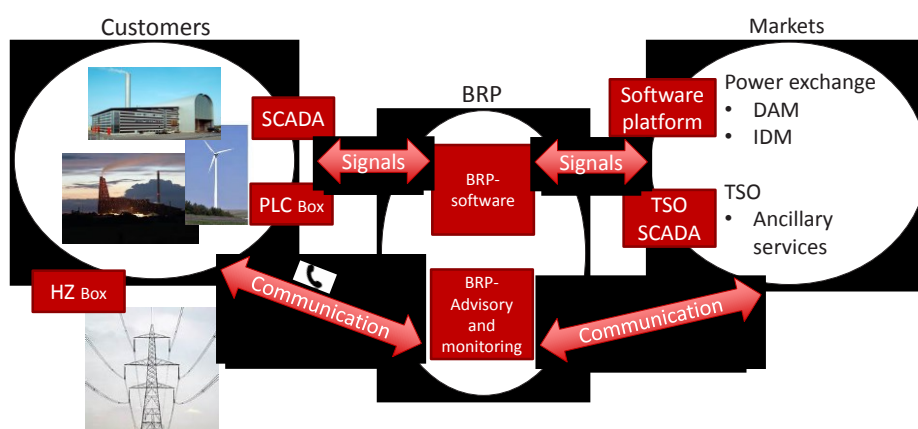 Customers
SCADA
PLC Box
HZ Box
Signals
Communication
BRP
BRP-
software
BRP-
Advisory
and
monitoring
Signals
Communication
Markets
Software
platform
Power exchange
• DAM
• IDM
TSO
SCADA
TSO
• Ancillary
services